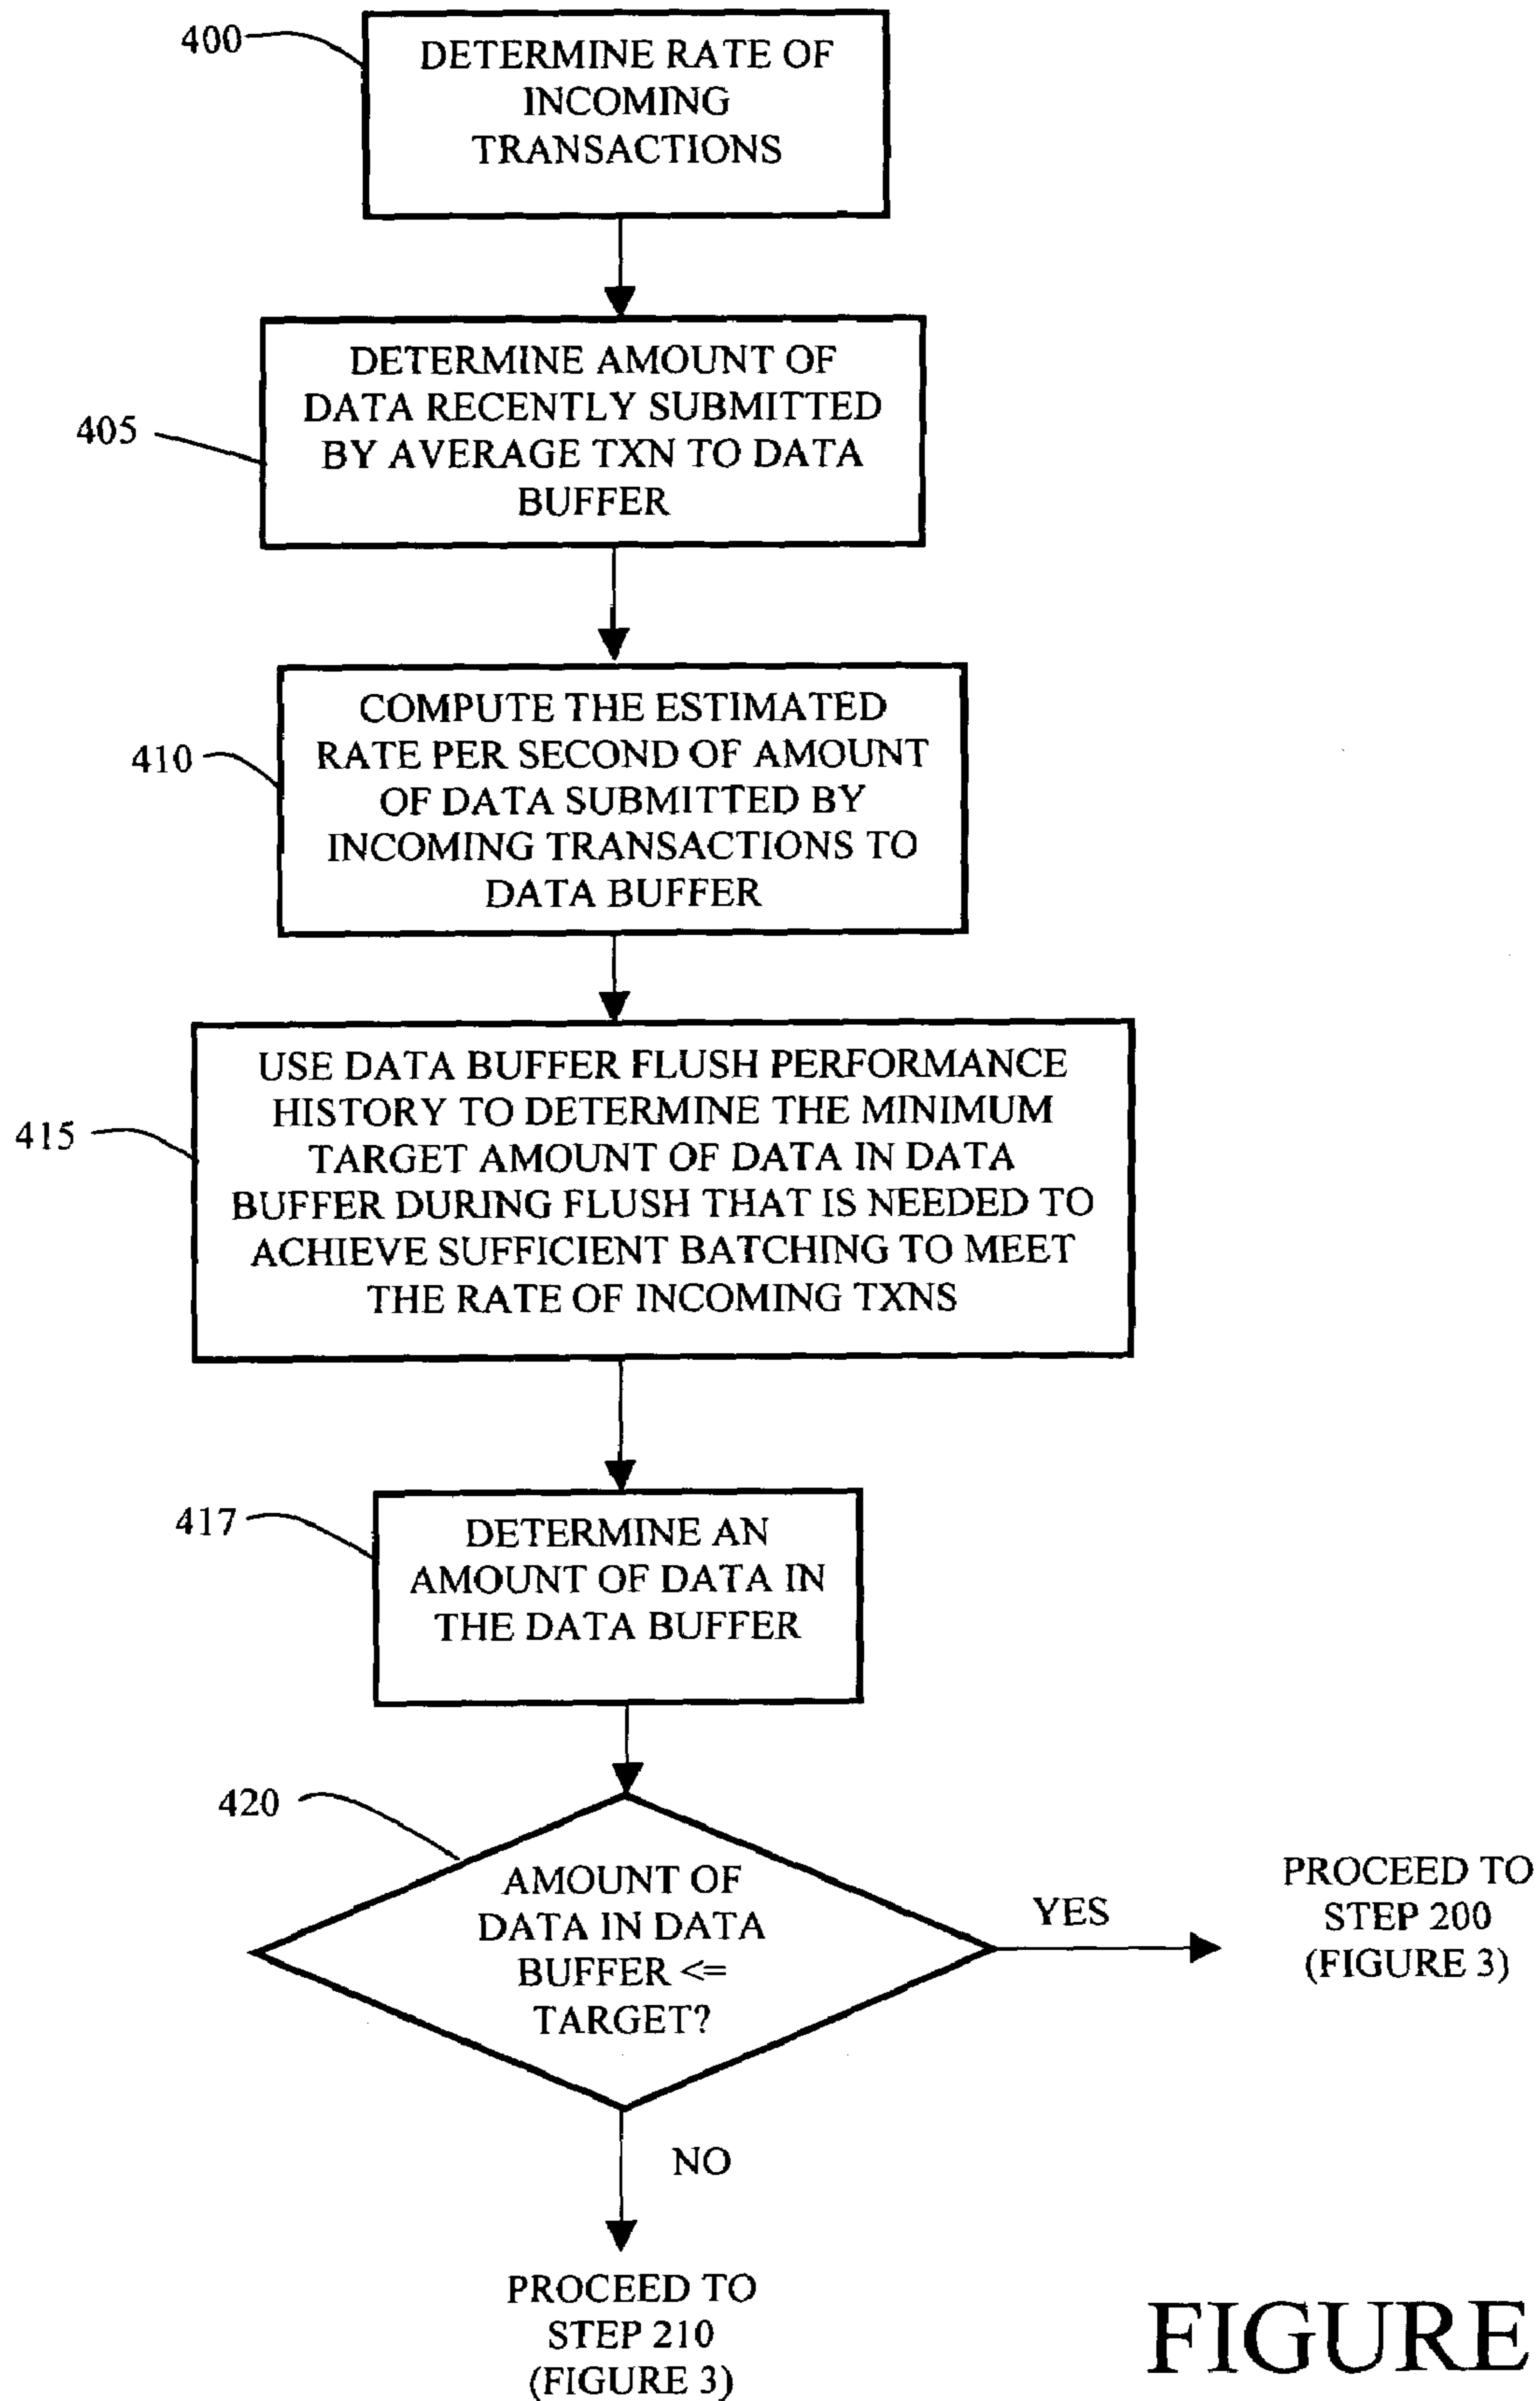 400
DETERMINE RATE OF
INCOMING
TRANSACTIONS
405
DETERMINE AMOUNT OF
DATA RECENTLY SUBMITTED
BY AVERAGE TXN TO DATA
BUFFER
410
COMPUTE THE ESTIMATED
RATE PER SECOND OF AMOUNT
OF DATA SUBMITTED BY
INCOMING TRANSACTIONS TO
DATA BUFFER
415
USE DATA BUFFER FLUSH PERFORMANCE
HISTORY TO DETERMINE THE MINIMUM
TARGET AMOUNT OF DATA IN DATA
BUFFER DURING FLUSH THAT IS NEEDED TO
ACHIEVE SUFFICIENT BATCHING TO MEET
THE RATE OF INCOMING TXNS
417
DETERMINE AN
AMOUNT OF DATA IN
THE DATA BUFFER
420
AMOUNT OF
DATA IN DATA
BUFFER <=
TARGET?
YES
PROCEED TO
STEP 200
(FIGURE 3)
NO
PROCEED TO
STEP 210
(FIGURE 3)
FIGURE